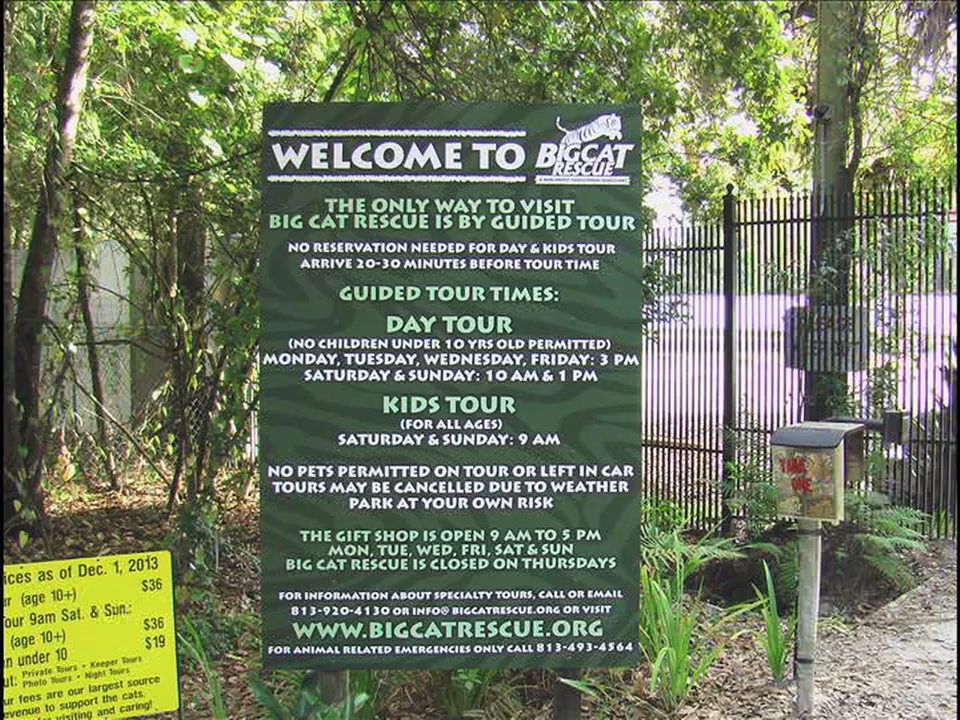 WELCOME TO BIGCAT RESCUE
THE ONLY WAY TO VISIT
BIG CAT RESCUE IS BY GUIDED TOUR
NO RESERVATION NEEDED FOR DAY & KIDS TOUR
ARRIVE 20-30 MINUTES BEFORE TOUR TIME
GUIDED TOUR TIMES:
DAY TOUR
(NO CHILDREN UNDER 10 YRS OLD PERMITTED)
MONDAY, TUESDAY, WEDNESDAY, FRIDAY: 3 PM
SATURDAY & SUNDAY: 10 AM & 1 PM
KIDS TOUR
(FOR ALL AGES)
SATURDAY & SUNDAY: 9 AM
NO PETS PERMITTED ON TOUR OR LEFT IN CAR
TOURS MAY BE CANCELLED DUE TO WEATHER
PARK AT YOUR OWN RISK
THE GIFT SHOP IS OPEN 9 AM TO 5 PM
MON, TUE, WED, FRI, SAT & SUN
BIG CAT RESCUE IS CLOSED ON THURSDAYS
FOR INFORMATION ABOUT SPECIALTY TOURS, CALL OR EMAIL
813-920-4130 OR INFO@BIGCATRESCUE.ORG OR VISIT
WWW.BIGCATRESCUE.ORG
FOR ANIMAL RELATED EMERGENCIES ONLY CALL 813-493-4564
ices as of Dec. 1, 2013
r (age 10+) $36
our 9am Sat. & Sun.:
(age 10+) $36
n under 10 $19
ut: Private Tours • Keeper Tours
Photo Tours • Night Tours
ur fees are our largest source
evenue to support the cats.
visiting and caring!
TAKE
ONE